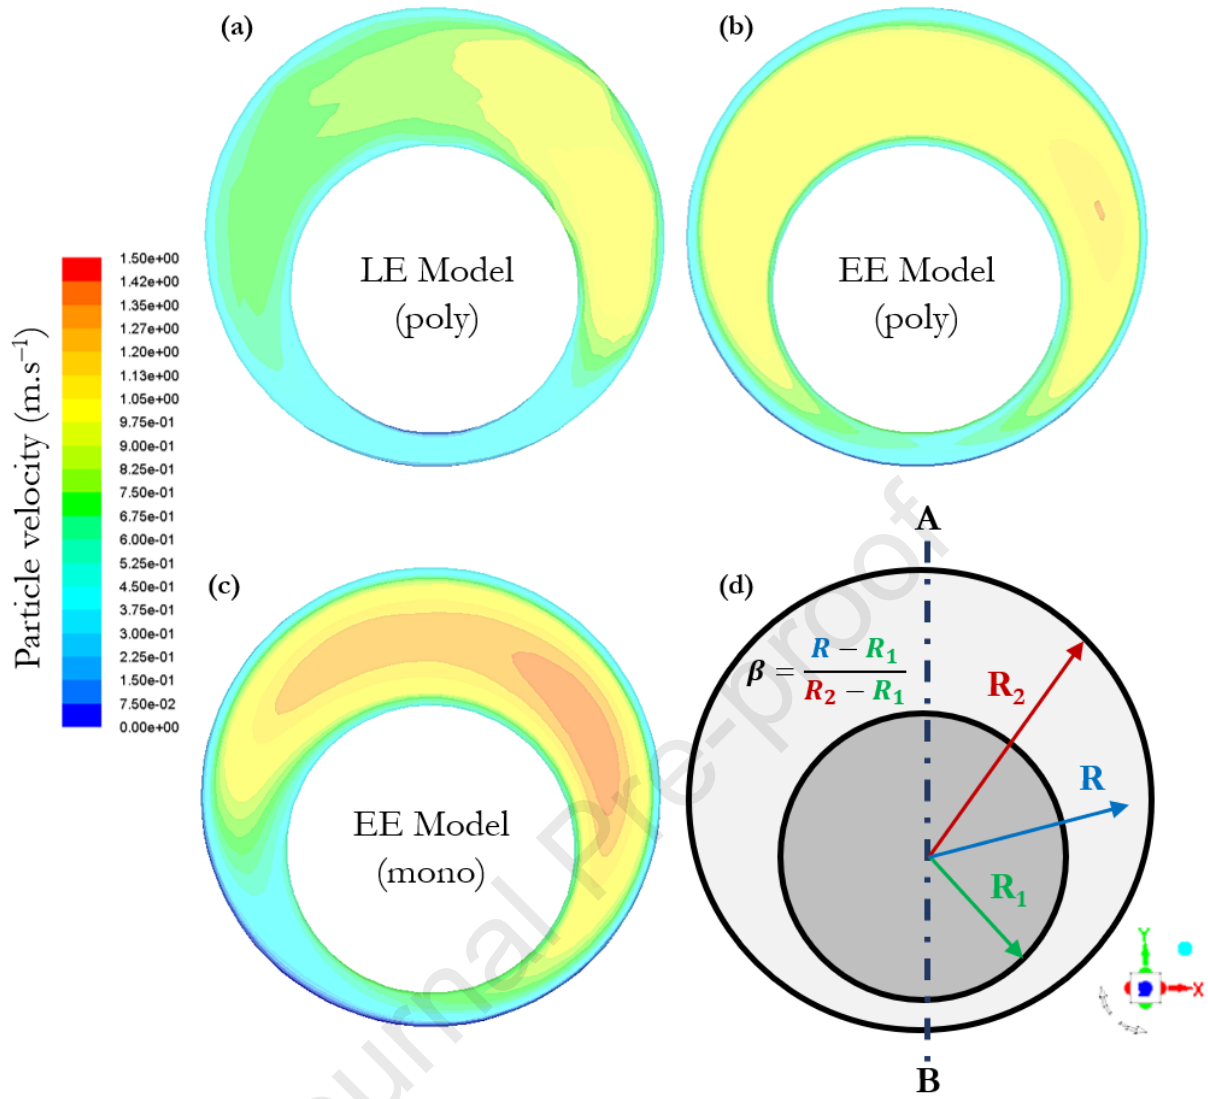 (a)
(b)
LE Model
(poly)
EE Model
(poly)
Particle velocity (m.s⁻¹)
1.50e+00
1.42e+00
1.35e+00
1.27e+00
1.20e+00
1.13e+00
1.05e+00
9.75e-01
9.00e-01
8.25e-01
7.50e-01
6.75e-01
6.00e-01
5.25e-01
4.50e-01
3.75e-01
3.00e-01
2.25e-01
1.50e-01
7.50e-02
0.00e+00
(c)
EE Model
(mono)
(d)
A
β = (R − R₁) / (R₂ − R₁)
R₂
R
R₁
B
Y
X
urnal Pre-proof